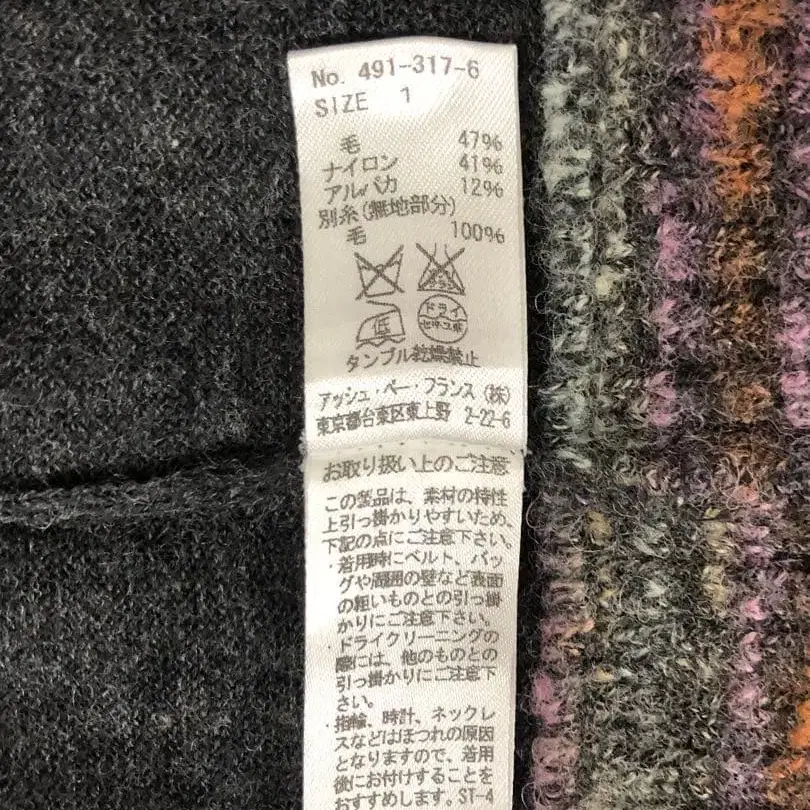 No. 491-317-6
SIZE 1
毛 47%
ナイロン 41%
アルパカ 12%
別糸(無地部分)
毛 100%
エンソ
サラシ
低
ドライ
セキユ系
タンブル乾燥禁止
アッシュ・ペー・フランス (株)
東京都台東区東上野 2-22-6
お取り扱い上のご注意
この製品は、素材の特性
上引っ掛かりやすいため、
下記の点にご注意下さい。
・着用時にベルト、バッ
グや周囲の壁など表面
の粗いものとの引っ掛
かりにご注意下さい。
・ドライクリーニングの
際には、他のものとの
引っ掛かりにご注意下
さい。
・指輪、時計、ネックレ
スなどはほつれの原因
となりますので、着用
後にお付けすることを
おすすめします。ST-4